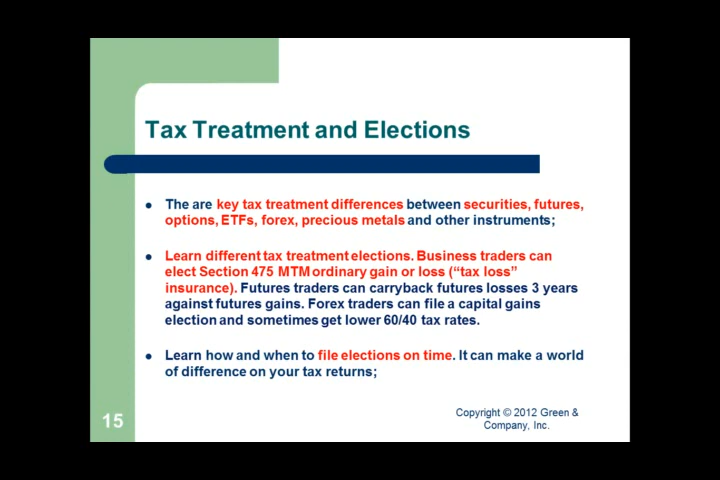 Tax Treatment and Elections
The are key tax treatment differences between securities, futures,
options, ETFs, forex, precious metals and other instruments;
Learn different tax treatment elections. Business traders can
elect Section 475 MTM ordinary gain or loss (“tax loss”
insurance). Futures traders can carryback futures losses 3 years
against futures gains. Forex traders can file a capital gains
election and sometimes get lower 60/40 tax rates.
Learn how and when to file elections on time. It can make a world
of difference on your tax returns;
15
Copyright © 2012 Green &
Company, Inc.